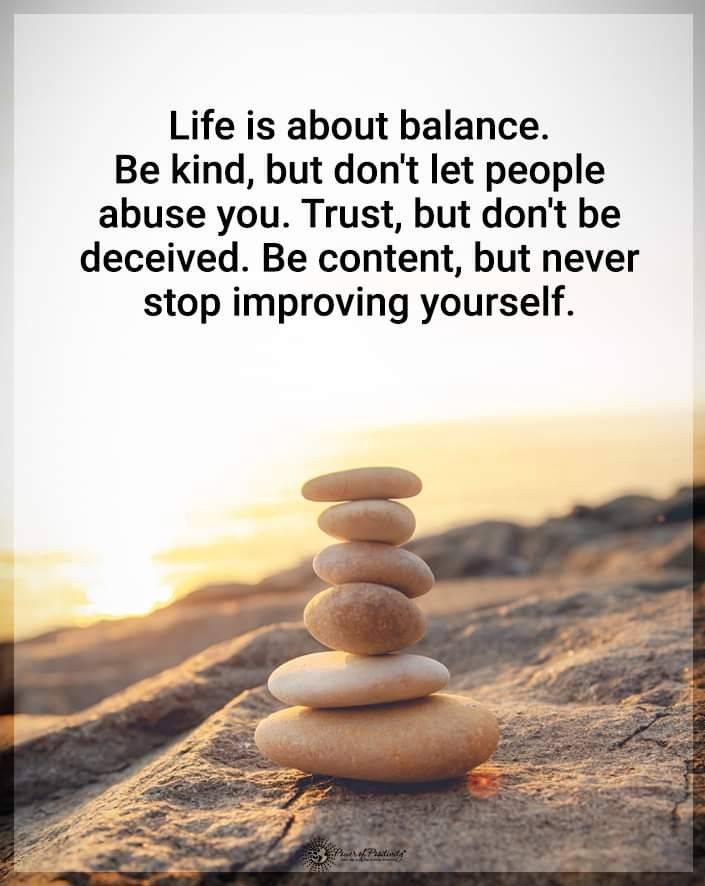 Life is about balance.
Be kind, but don't let people
abuse you. Trust, but don't be
deceived. Be content, but never
stop improving yourself.
Power of Positivity